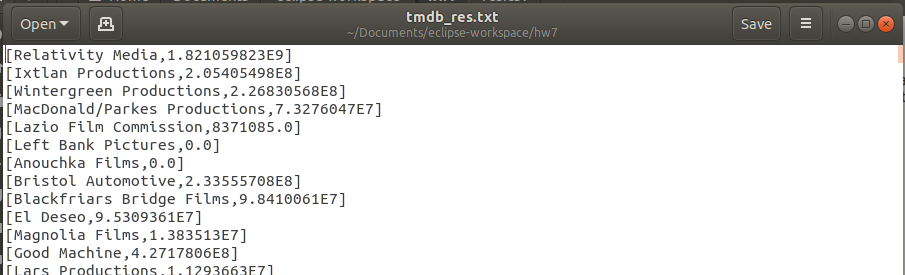 Open
tmdb_res.txt
~/Documents/eclipse-workspace/hw7
Save
[Relativity Media,1.821059823E9]
[Ixtlan Productions,2.05405498E8]
[Wintergreen Productions,2.26830568E8]
[MacDonald/Parkes Productions,7.3276047E7]
[Lazio Film Commission,8371085.0]
[Left Bank Pictures,0.0]
[Anouchka Films,0.0]
[Bristol Automotive,2.33555708E8]
[Blackfriars Bridge Films,9.8410061E7]
[El Deseo,9.5309361E7]
[Magnolia Films,1.383513E7]
[Good Machine,4.2717806E8]
[Lars Productions,1.1293663E7]